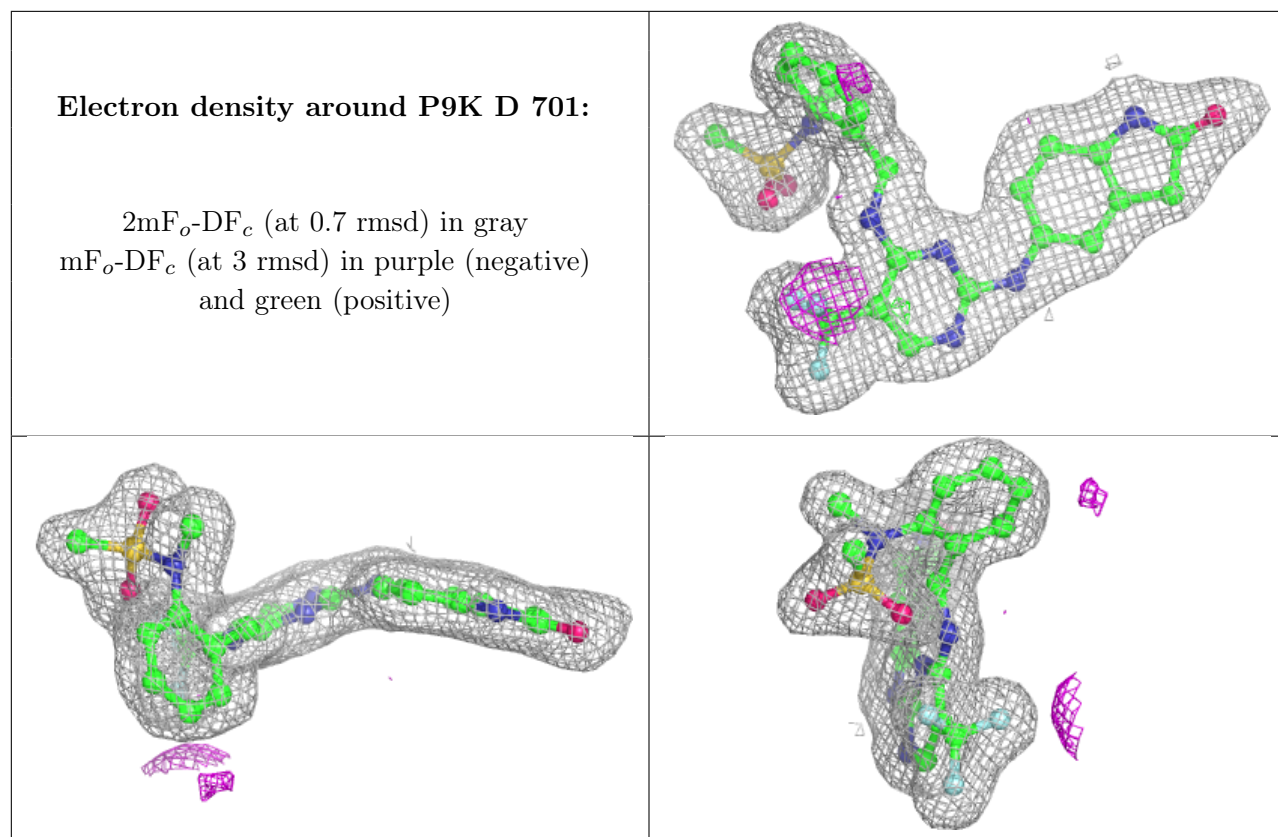 Electron density around P9K D 701:
2mFo-DFc (at 0.7 rmsd) in gray
mFo-DFc (at 3 rmsd) in purple (negative)
and green (positive)